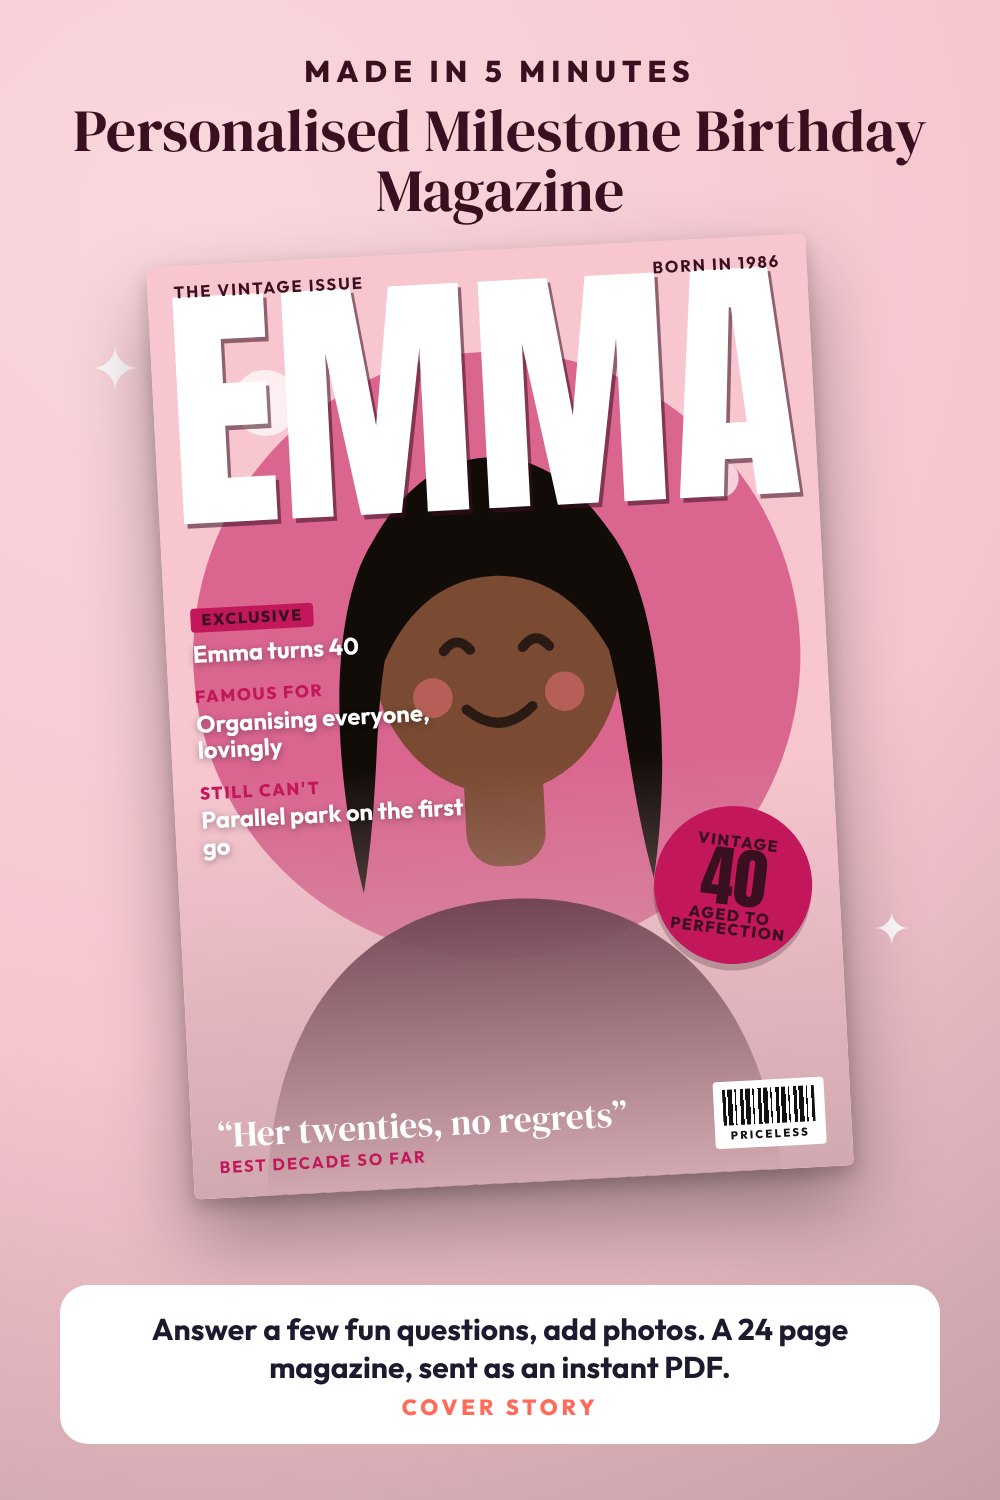 MADE IN 5 MINUTES
Personalised Milestone Birthday
Magazine
THE VINTAGE ISSUE
BORN IN 1986
EMMA
EXCLUSIVE
Emma turns 40
FAMOUS FOR
Organising everyone,
lovingly
STILL CAN'T
Parallel park on the first
go
VINTAGE
40
AGED TO
PERFECTION
“Her twenties, no regrets”
BEST DECADE SO FAR
PRICELESS
Answer a few fun questions, add photos. A 24 page
magazine, sent as an instant PDF.
COVER STORY